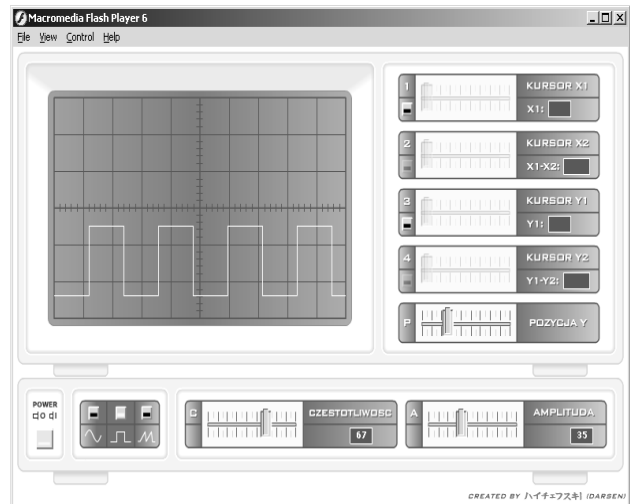 Macromedia Flash Player 6
File View Control Help
1 KURSOR X1
X1:
2 KURSOR X2
X1-X2:
3 KURSOR Y1
Y1:
4 KURSOR Y2
Y1-Y2:
P POZYCJA Y
POWER
C CZESTOTLIWOSC
67
A AMPLITUDA
35
CREATED BY ハイチェフスキ] (DARSEN)